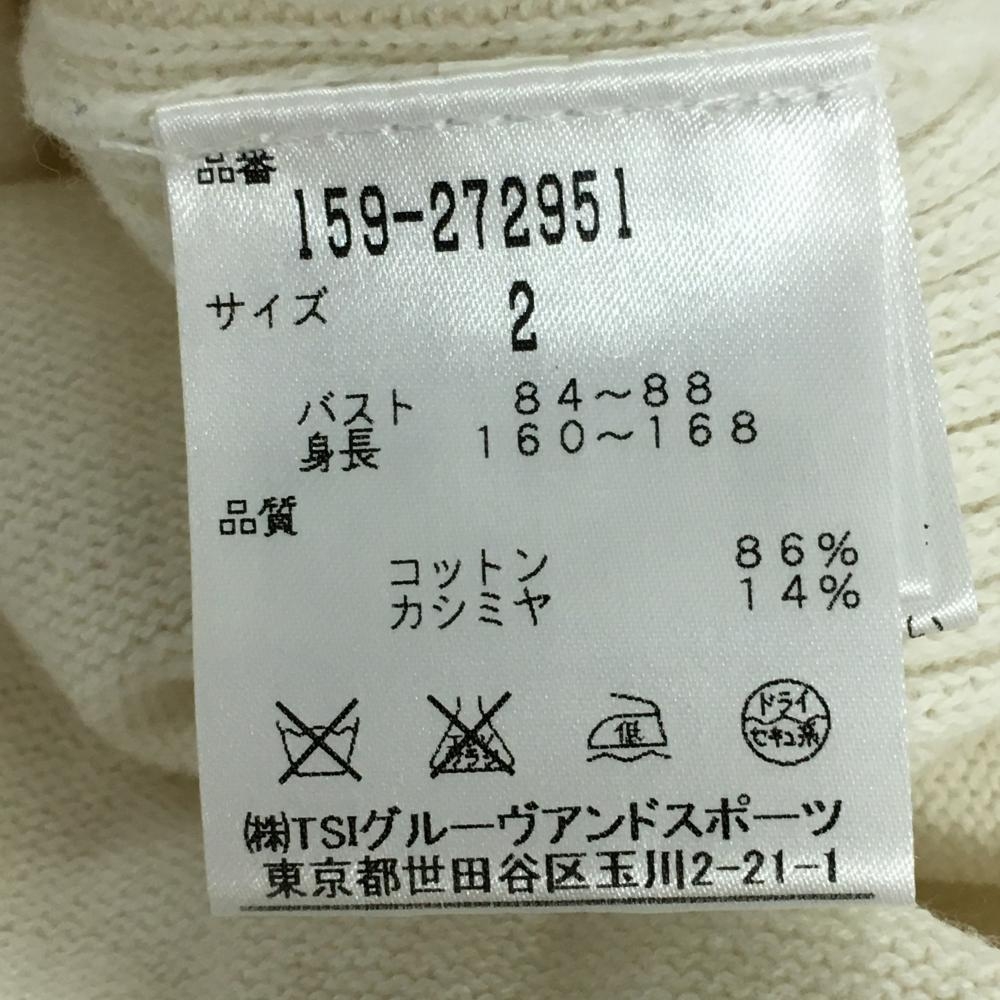 品番
159-272951
サイズ 2
バスト 84～88
身長 160～168
品質
コットン 86%
カシミヤ 14%
低 ドライ セキユ系
㈱TSIグルーヴアンドスポーツ
東京都世田谷区玉川2-21-1
い